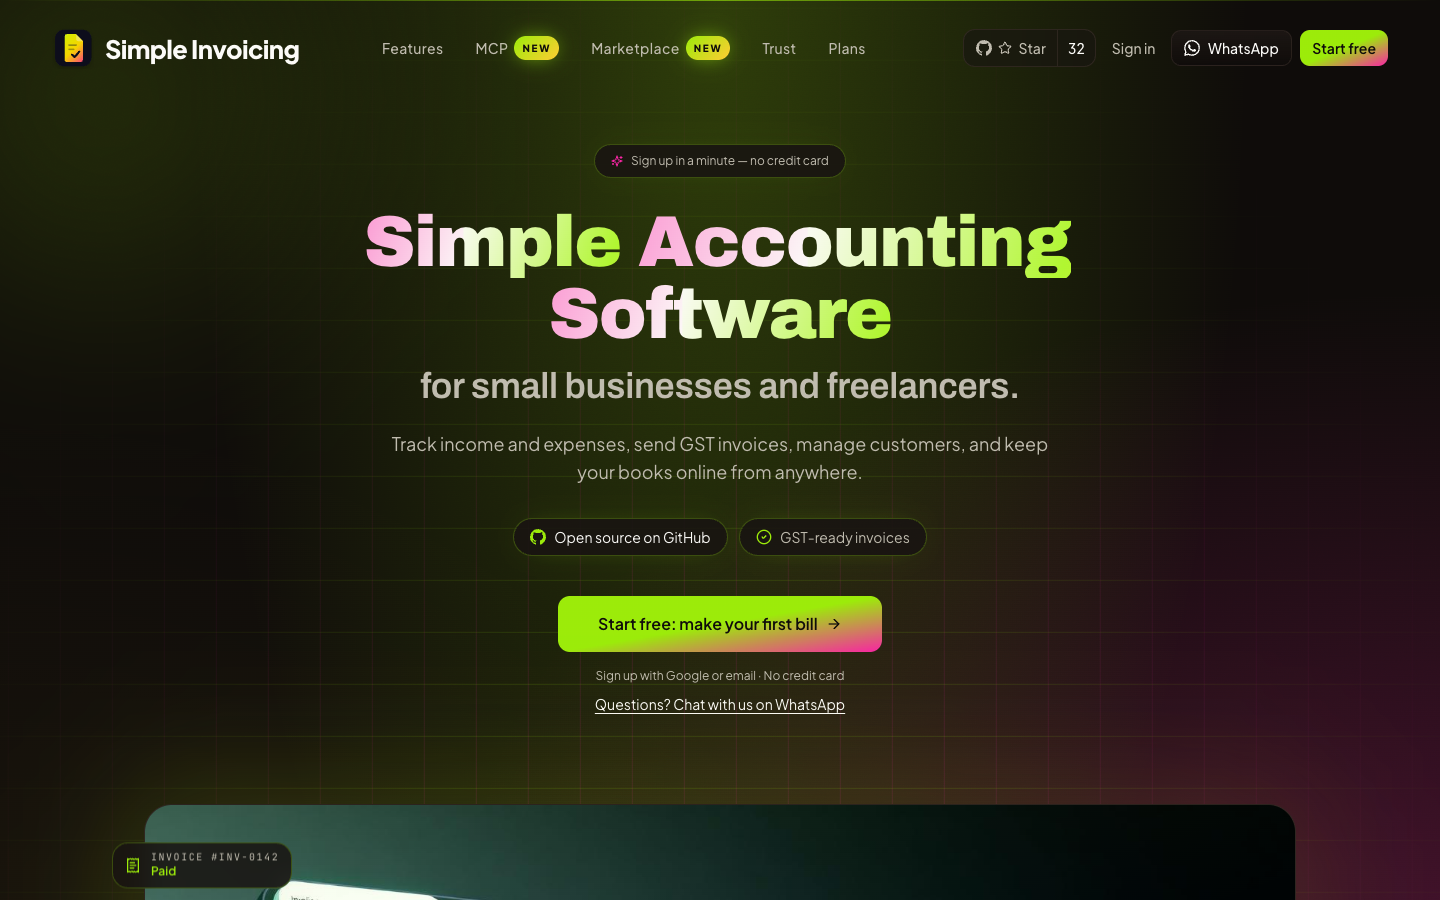 Simple Invoicing
Features
MCP NEW
Marketplace NEW
Trust
Plans
Star 32
Sign in
WhatsApp
Start free
Sign up in a minute — no credit card
Simple Accounting
Software
for small businesses and freelancers.
Track income and expenses, send GST invoices, manage customers, and keep
your books online from anywhere.
Open source on GitHub
GST-ready invoices
Start free: make your first bill
Sign up with Google or email · No credit card
Questions? Chat with us on WhatsApp
INVOICE #INV-0142
Paid